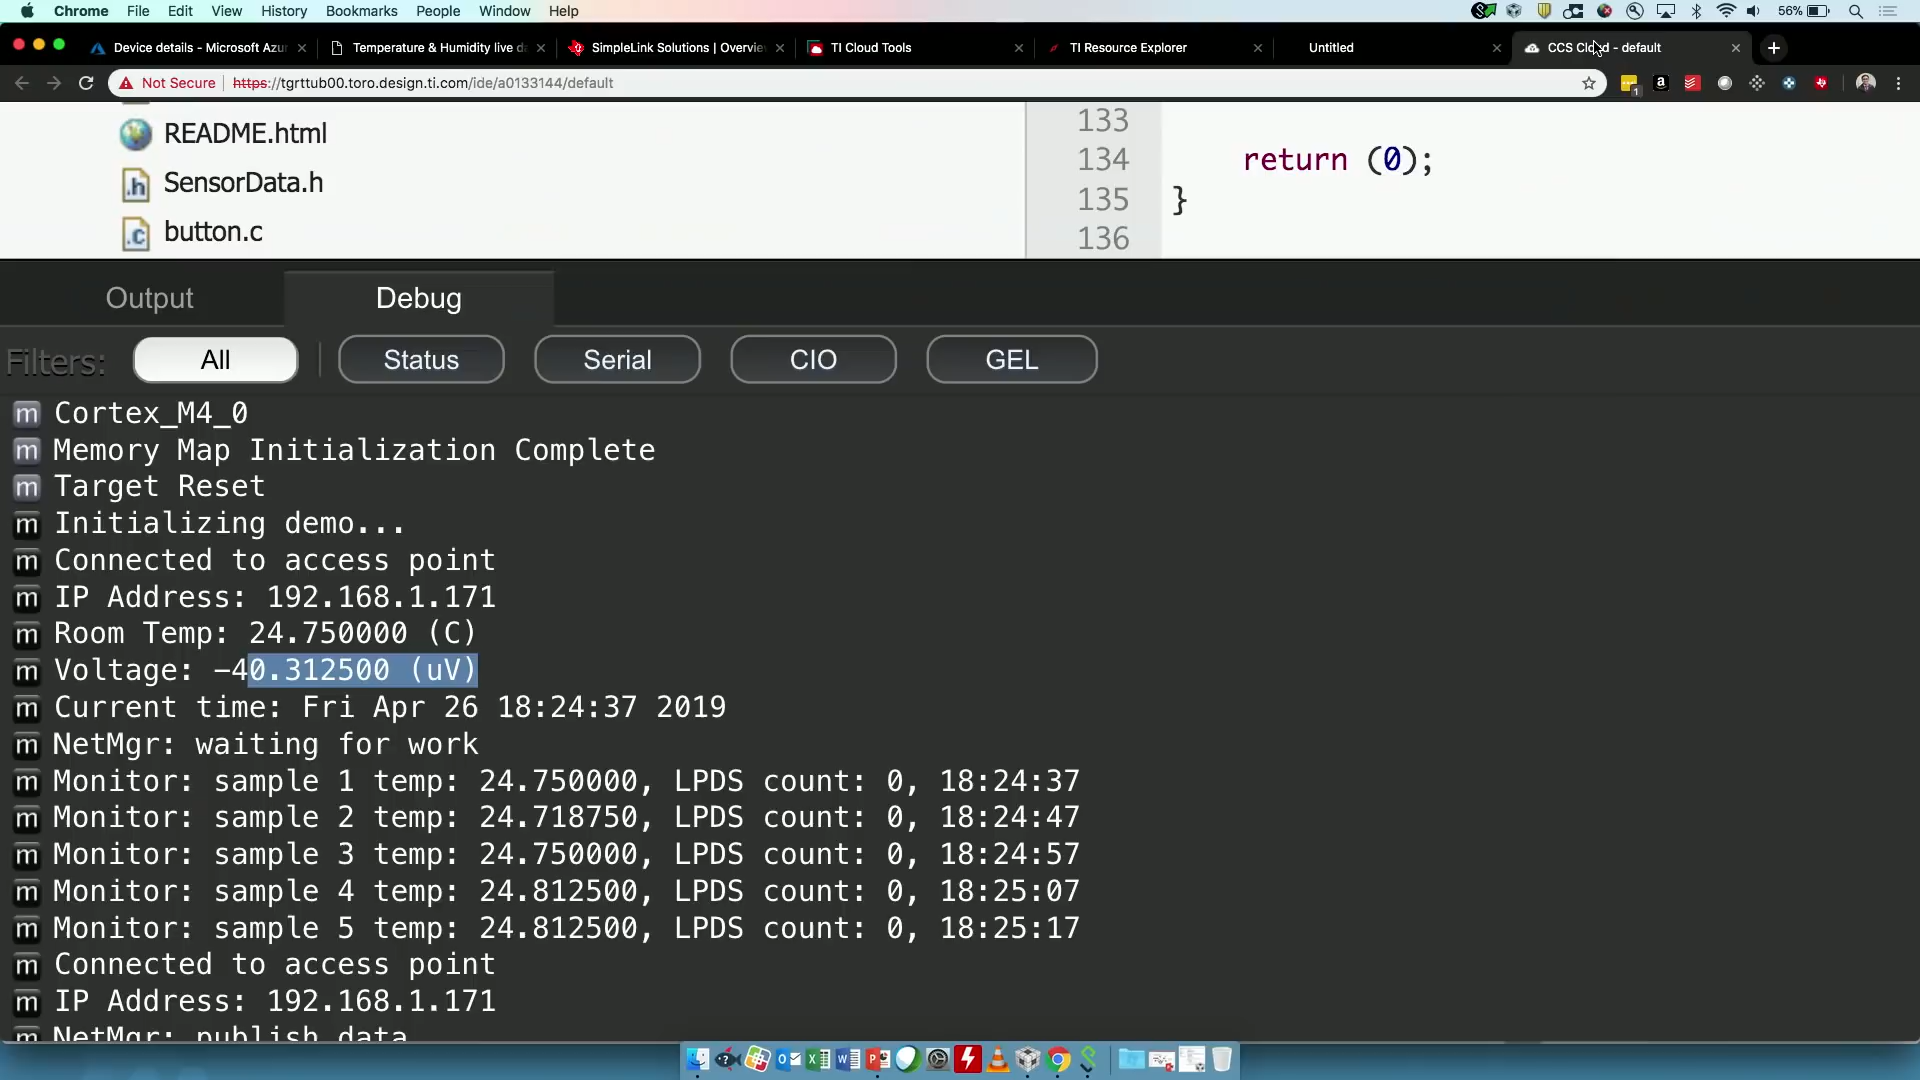 Chrome File Edit View History Bookmarks People Window Help 56%
Device details - Microsoft Azur
Temperature & Humidity live da
SimpleLink Solutions | Overview
TI Cloud Tools
TI Resource Explorer
Untitled
CCS Cloud - default
Not Secure https://tgrttub00.toro.design.ti.com/ide/a0133144/default
README.html
SensorData.h
button.c
133
134 return (0);
135 }
136
Output Debug
Filters: All Status Serial CIO GEL
m Cortex_M4_0
m Memory Map Initialization Complete
m Target Reset
m Initializing demo...
m Connected to access point
m IP Address: 192.168.1.171
m Room Temp: 24.750000 (C)
m Voltage: -40.312500 (uV)
m Current time: Fri Apr 26 18:24:37 2019
m NetMgr: waiting for work
m Monitor: sample 1 temp: 24.750000, LPDS count: 0, 18:24:37
m Monitor: sample 2 temp: 24.718750, LPDS count: 0, 18:24:47
m Monitor: sample 3 temp: 24.750000, LPDS count: 0, 18:24:57
m Monitor: sample 4 temp: 24.812500, LPDS count: 0, 18:25:07
m Monitor: sample 5 temp: 24.812500, LPDS count: 0, 18:25:17
m Connected to access point
m IP Address: 192.168.1.171
m NetMgr: publish data